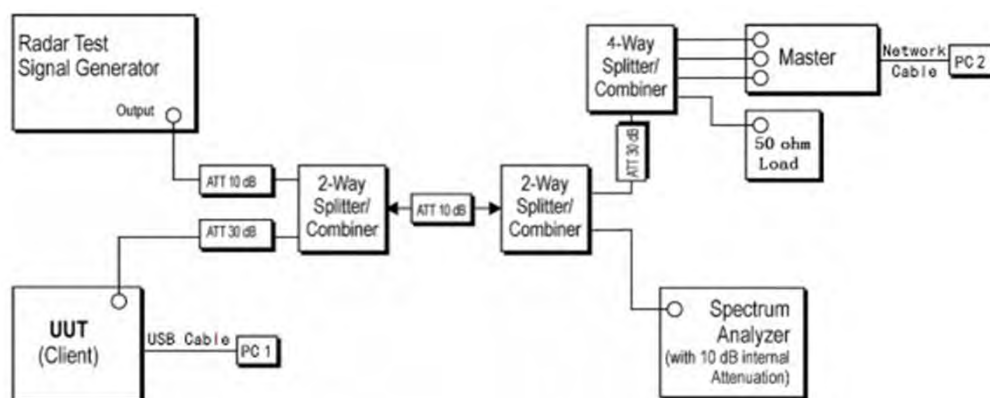 Radar Test
Signal Generator
Output
ATT 10 dB
ATT 30 dB
2-Way
Splitter/
Combiner
ATT 10 dB
2-Way
Splitter/
Combiner
4-Way
Splitter/
Combiner
ATT 30 dB
Master
Network
Cable
PC 2
50 ohm
Load
UUT
(Client)
USB Cable
PC 1
Spectrum
Analyzer
(with 10 dB internal
Attenuation)